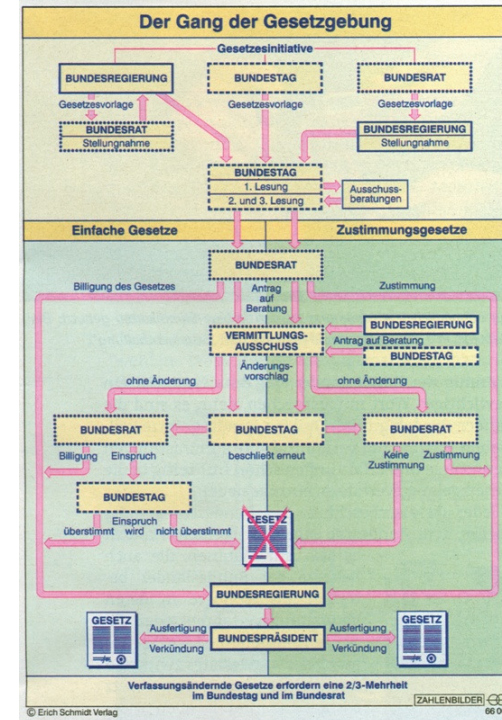 Der Gang der Gesetzgebung
Gesetzesinitiative
BUNDESREGIERUNG
BUNDESTAG
BUNDESRAT
Gesetzesvorlage
Gesetzesvorlage
Gesetzesvorlage
BUNDESRAT
Stellungnahme
BUNDESREGIERUNG
Stellungnahme
BUNDESTAG
1. Lesung
2. und 3. Lesung
Ausschuss-
beratungen
Einfache Gesetze
Zustimmungsgesetze
BUNDESRAT
Billigung des Gesetzes
Antrag
auf
Beratung
Zustimmung
VERMITTLUNGS-
AUSSCHUSS
BUNDESREGIERUNG
Antrag auf Beratung
BUNDESTAG
Änderungs-
vorschlag
ohne Änderung
ohne Änderung
BUNDESRAT
BUNDESTAG
BUNDESRAT
Billigung
Einspruch
beschließt erneut
Keine
Zustimmung
Zustimmung
BUNDESTAG
Einspruch
überstimmt wird nicht überstimmt
GESETZ
BUNDESREGIERUNG
GESETZ
Ausfertigung
Verkündung
BUNDESPRÄSIDENT
Ausfertigung
Verkündung
GESETZ
Verfassungsändernde Gesetze erfordern eine 2/3-Mehrheit
im Bundestag und im Bundesrat
ZAHLENBILDER
© Erich Schmidt Verlag